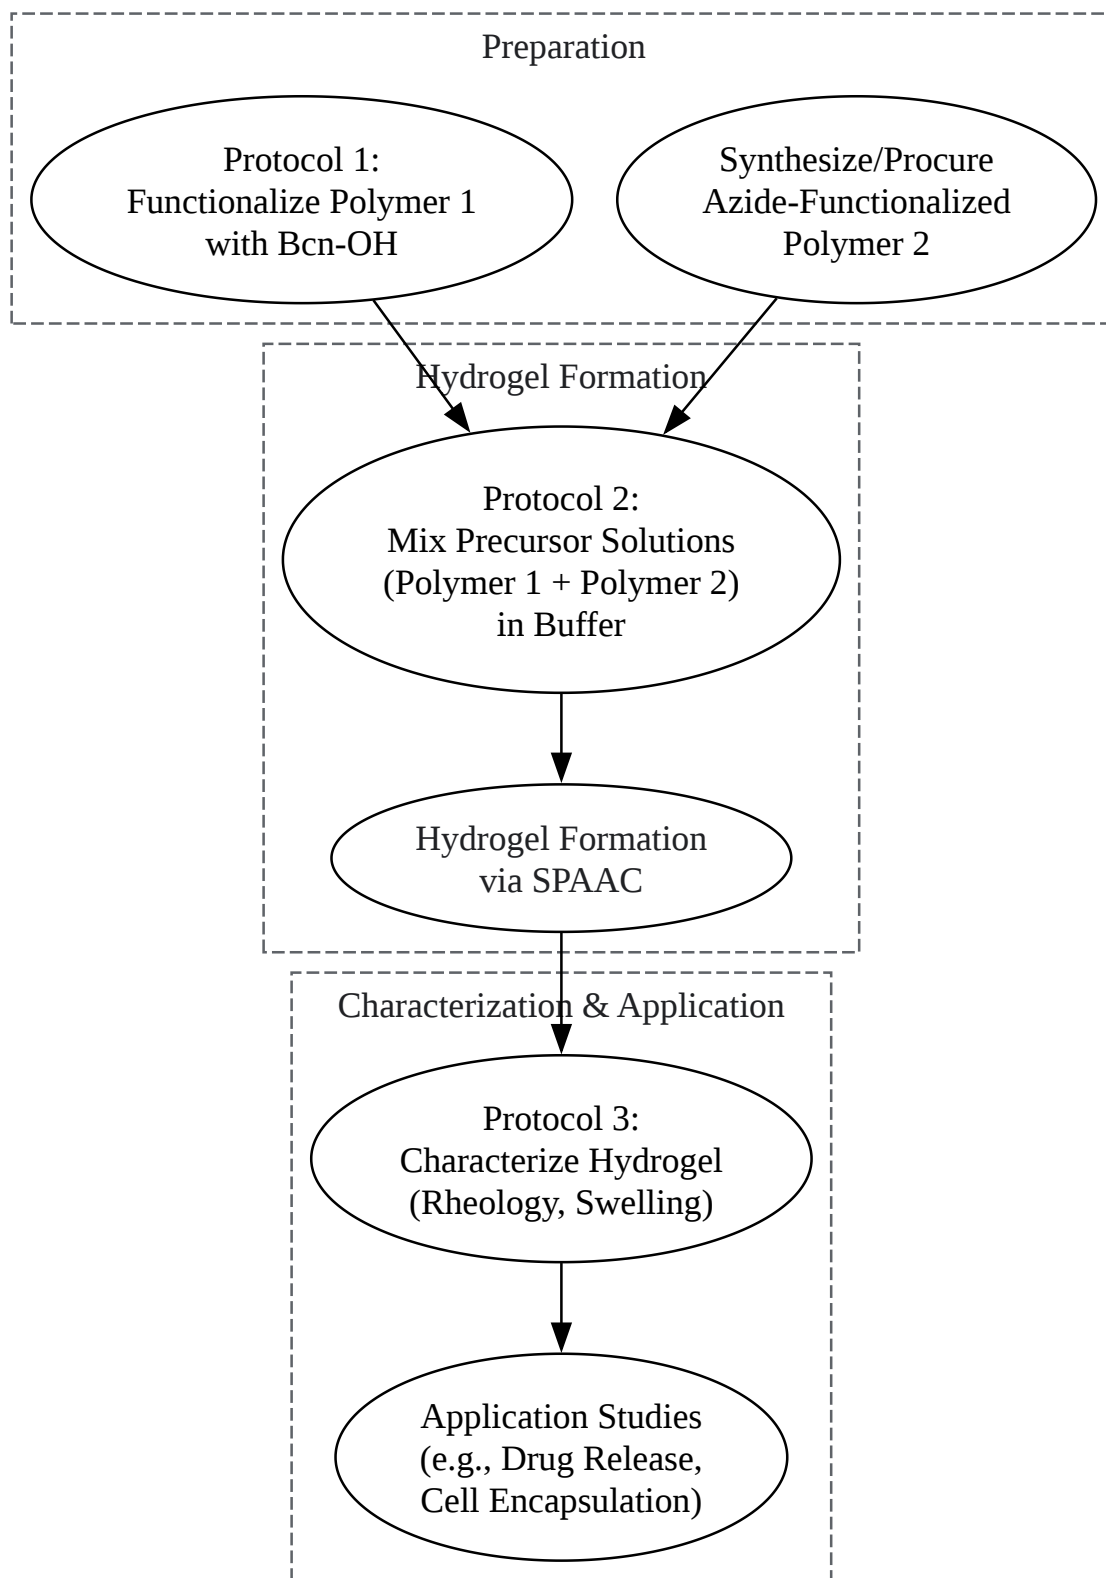 Preparation
Protocol 1:
Functionalize Polymer 1
with Bcn-OH
Synthesize/Procure
Azide-Functionalized
Polymer 2
Hydrogel Formation
Protocol 2:
Mix Precursor Solutions
(Polymer 1 + Polymer 2)
in Buffer
Hydrogel Formation
via SPAAC
Characterization & Application
Protocol 3:
Characterize Hydrogel
(Rheology, Swelling)
Application Studies
(e.g., Drug Release,
Cell Encapsulation)